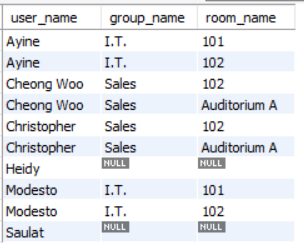 user_name group_name room_name
Ayine I.T. 101
Ayine I.T. 102
Cheong Woo Sales 102
Cheong Woo Sales Auditorium A
Christopher Sales 102
Christopher Sales Auditorium A
Heidy NULL NULL
Modesto I.T. 101
Modesto I.T. 102
Saulat NULL NULL